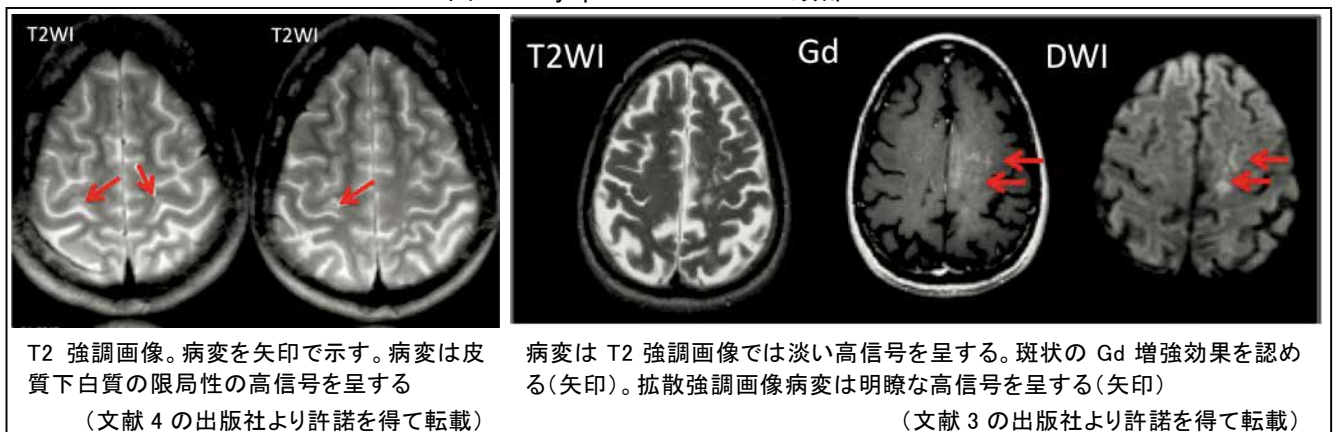 T2WI
T2WI
T2 強調画像。病変を矢印で示す。病変は皮
質下白質の限局性の高信号を呈する
（文献 4 の出版社より許諾を得て転載）
T2WI
Gd
DWI
病変は T2 強調画像では淡い高信号を呈する。斑状の Gd 増強効果を認め
る（矢印）。拡散強調画像病変は明瞭な高信号を呈する（矢印）
（文献 3 の出版社より許諾を得て転載）